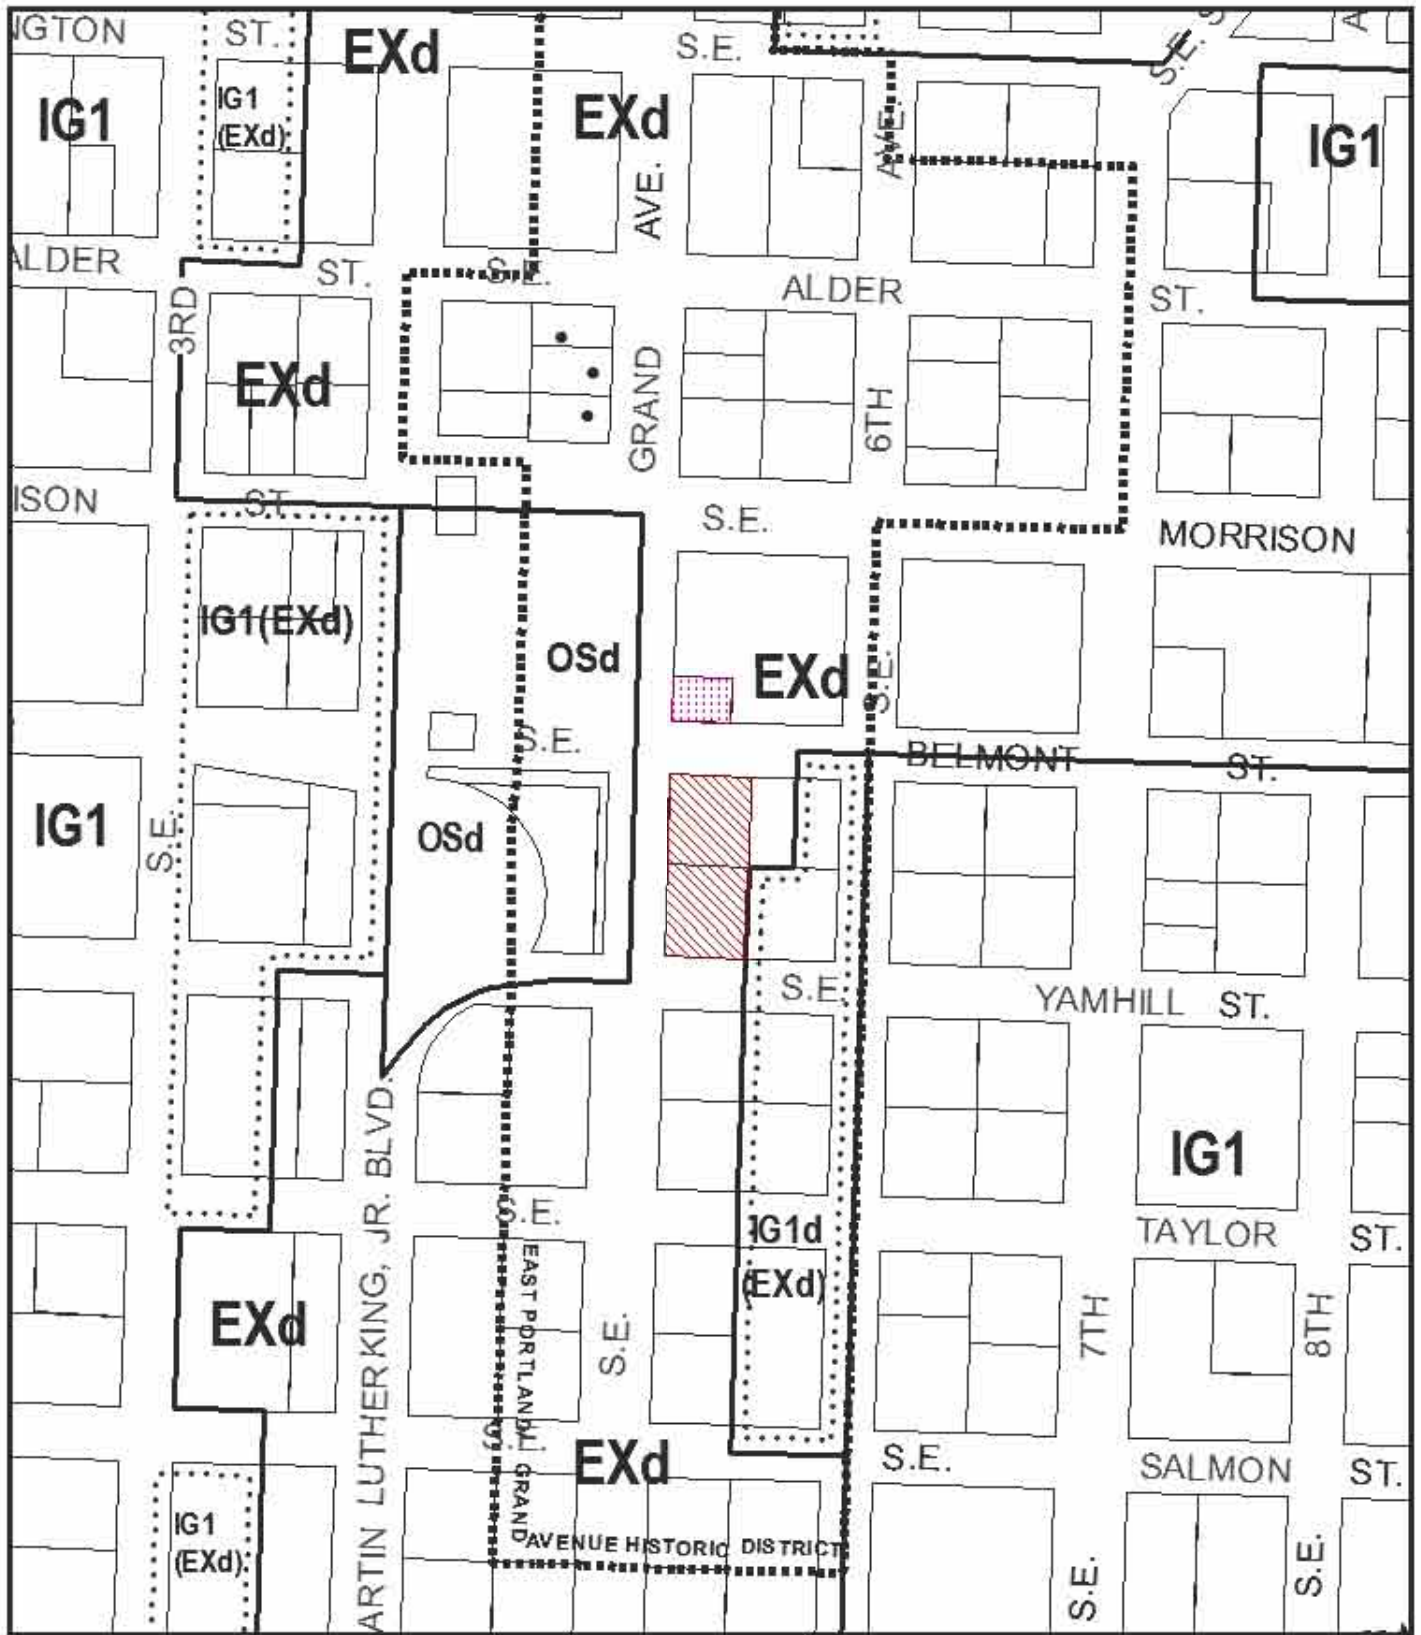 NGTON
ST.
EXd
S.E.
S.E. S
A
IG1
IG1
(EXd)
EXd
AVE.
AVE.
IG1
ALDER
ST.
S.E.
ALDER
ST.
3RD
EXd
GRAND
6TH
ISON
ST.
S.E.
MORRISON
IG1(EXd)
OSd
EXd
S.E.
S.E.
BELMONT
ST.
IG1
S.E.
OSd
S.E.
YAMHILL ST.
IG1
S.E.
IG1d
(EXd)
TAYLOR
ST.
EXd
ARTIN LUTHER KING, JR. BLVD.
EAST PORTLAND/ GRAND
AVENUE HISTORIC DISTRICT
S.E.
7TH
8TH
S.E.
EXd
S.E.
SALMON
ST.
IG1
(EXd)
S.E.
S.E.